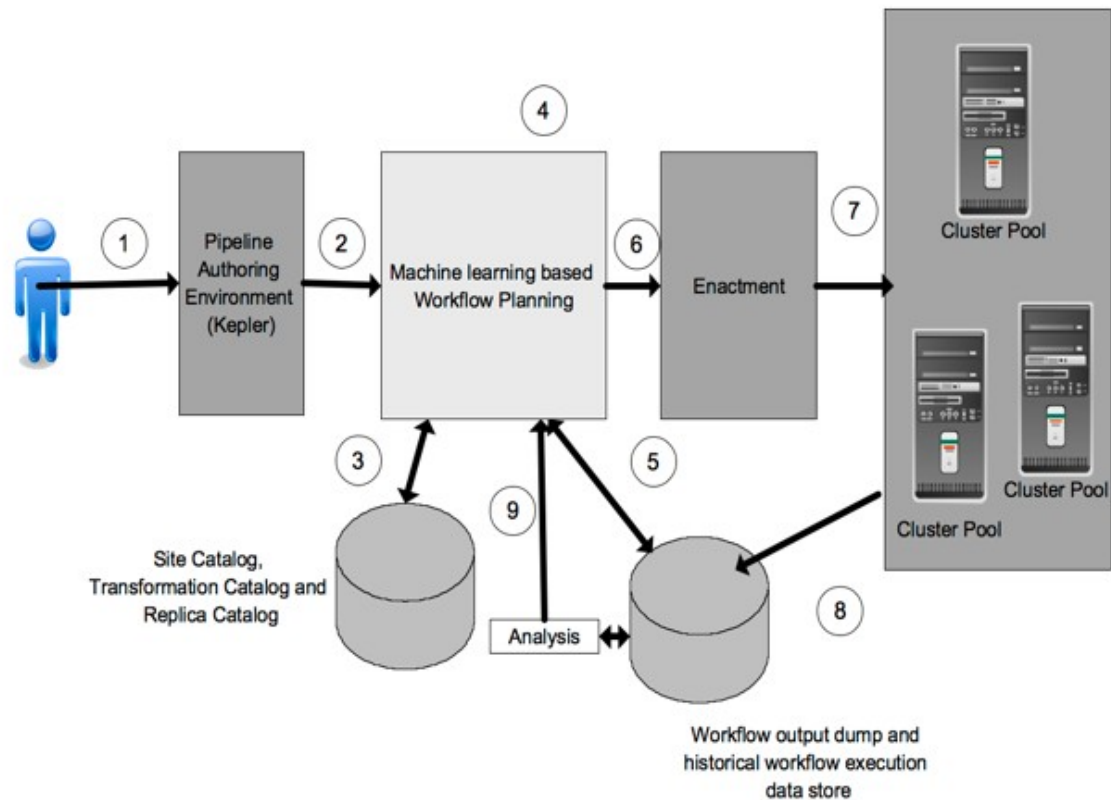 4
1
2
6
7
Pipeline
Authoring
Environment
(Kepler)
Machine learning based
Workflow Planning
Enactment
Cluster Pool
Cluster Pool
Cluster Pool
3
9
5
8
Site Catalog,
Transformation Catalog and
Replica Catalog
Analysis
Workflow output dump and
historical workflow execution
data store